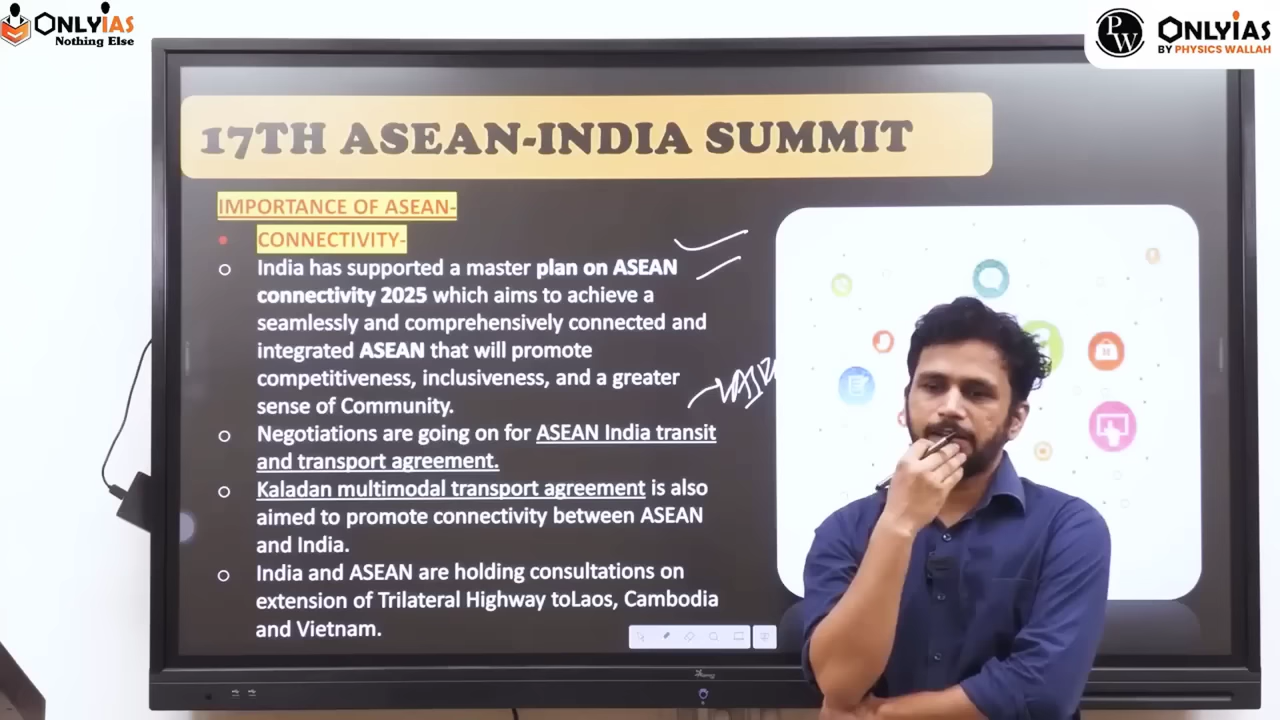 ONLYIAS
Nothing Else
PW
ONLYIAS
BY PHYSICS WALLAH
17TH ASEAN-INDIA SUMMIT
IMPORTANCE OF ASEAN-
• CONNECTIVITY-
○ India has supported a master plan on ASEAN
connectivity 2025 which aims to achieve a
seamlessly and comprehensively connected and
integrated ASEAN that will promote
competitiveness, inclusiveness, and a greater
sense of Community.
○ Negotiations are going on for ASEAN India transit
and transport agreement.
○ Kaladan multimodal transport agreement is also
aimed to promote connectivity between ASEAN
and India.
○ India and ASEAN are holding consultations on
extension of Trilateral Highway toLaos, Cambodia
and Vietnam.